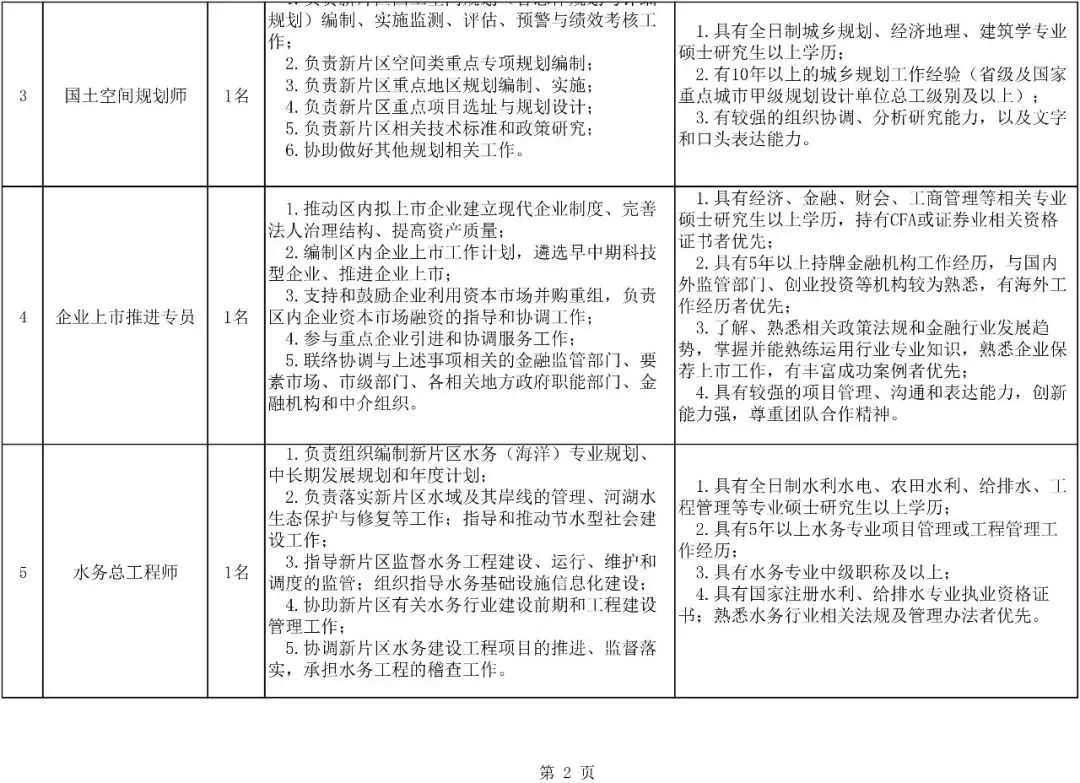 规划）编制、实施监测、评估、预警与绩效考核工
作；
2.负责新片区空间类重点专项规划编制；
3
国土空间规划师
1名
3.负责新片区重点地区规划编制、实施；
4.负责新片区重点项目选址与规划设计；
5.负责新片区相关技术标准和政策研究；
6.协助做好其他规划相关工作。
1.具有全日制城乡规划、经济地理、建筑学专业
硕士研究生以上学历；
2.有10年以上的城乡规划工作经验（省级及国家
重点城市甲级规划设计单位总工级别及以上）；
3.有较强的组织协调、分析研究能力，以及文字
和口头表达能力。
4
企业上市推进专员
1名
1.推动区内拟上市企业建立现代企业制度、完善
法人治理结构、提高资产质量；
2.编制区内企业上市工作计划，遴选早中期科技
型企业、推进企业上市；
3.支持和鼓励企业利用资本市场并购重组，负责
区内企业资本市场融资的指导和协调工作；
4.参与重点企业引进和协调服务工作；
5.联络协调与上述事项相关的金融监管部门、要
素市场、市级部门、各相关地方政府职能部门、金
融机构和中介组织。
1.具有经济、金融、财会、工商管理等相关专业
硕士研究生以上学历，持有CFA或证券业相关资格
证书者优先；
2.具有5年以上持牌金融机构工作经历，与国内
外监管部门、创业投资等机构较为熟悉，有海外工
作经历者优先；
3.了解、熟悉相关政策法规和金融行业发展趋
势，掌握并能熟练运用行业专业知识，熟悉企业保
荐上市工作，有丰富成功案例者优先；
4.具有较强的项目管理、沟通和表达能力，创新
能力强，尊重团队合作精神。
5
水务总工程师
1名
1.负责组织编制新片区水务（海洋）专业规划、
中长期发展规划和年度计划；
2.负责落实新片区水域及其岸线的管理、河湖水
生态保护与修复等工作；指导和推动节水型社会建
设工作；
3.指导新片区监督水务工程建设、运行、维护和
调度的监管；组织指导水务基础设施信息化建设；
4.协助新片区有关水务行业建设前期和工程建设
管理工作；
5.协调新片区水务建设工程项目的推进、监督落
实，承担水务工程的稽查工作。
1.具有全日制水利水电、农田水利、给排水、工
程管理等专业硕士研究生以上学历；
2.具有5年以上水务专业项目管理或工程管理工
作经历；
3.具有水务专业中级职称及以上；
4.具有国家注册水利、给排水专业执业资格证
书；熟悉水务行业相关法规及管理办法者优先。
第 2 页